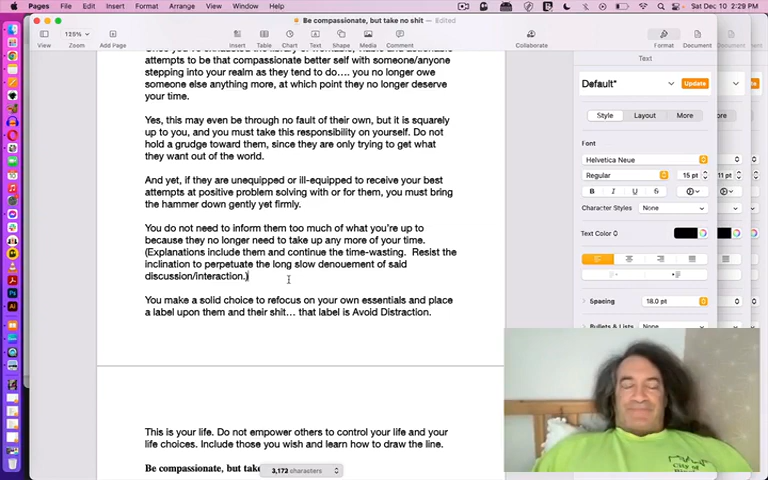 Pages File Edit Insert Format Arrange View Window Help Sat Dec 10 2:29 PM
Be compassionate, but take no shit — Edited
125%
View Zoom Add Page Insert Table Chart Text Shape Media Comment Collaborate Format Document
attempts to be that compassionate better self with someone/anyone
stepping into your realm as they tend to do…. you no longer owe
someone else anything more, at which point they no longer deserve
your time.
Yes, this may even be through no fault of their own, but it is squarely
up to you, and you must take this responsibility on yourself. Do not
hold a grudge toward them, since they are only trying to get what
they want out of the world.
And yet, if they are unequipped or ill-equipped to receive your best
attempts at positive problem solving with or for them, you must bring
the hammer down gently yet firmly.
You do not need to inform them too much of what you're up to
because they no longer need to take up any more of your time.
(Explanations include them and continue the time-wasting. Resist the
inclination to perpetuate the long slow denouement of said
discussion/interaction.)
You make a solid choice to refocus on your own essentials and place
a label upon them and their shit… that label is Avoid Distraction.
This is your life. Do not empower others to control your life and your
life choices. Include those you wish and learn how to draw the line.
Be compassionate, but take
3,172 characters
Text
Default* Update
Style Layout More
Font
Helvetica Neue
Regular 15 pt 11 pt
B I U S
Character Styles None
Text Color
Spacing 18.0 pt
Bullets & Lists None
City of